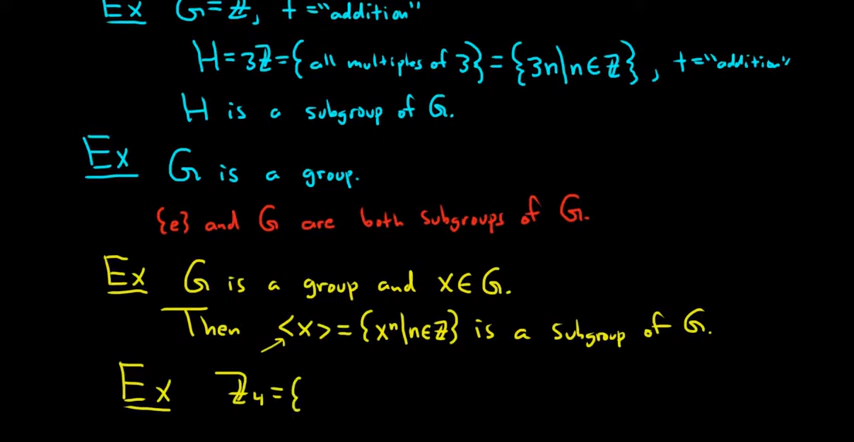 Ex G=ℤ, +="addition"
H=3ℤ={all multiples of 3}={3n|n∈ℤ}, +="addition"
H is a subgroup of G.
Ex G is a group.
{e} and G are both subgroups of G.
Ex G is a group and x∈G.
Then <x>={xⁿ|n∈ℤ} is a subgroup of G.
Ex ℤ₄={